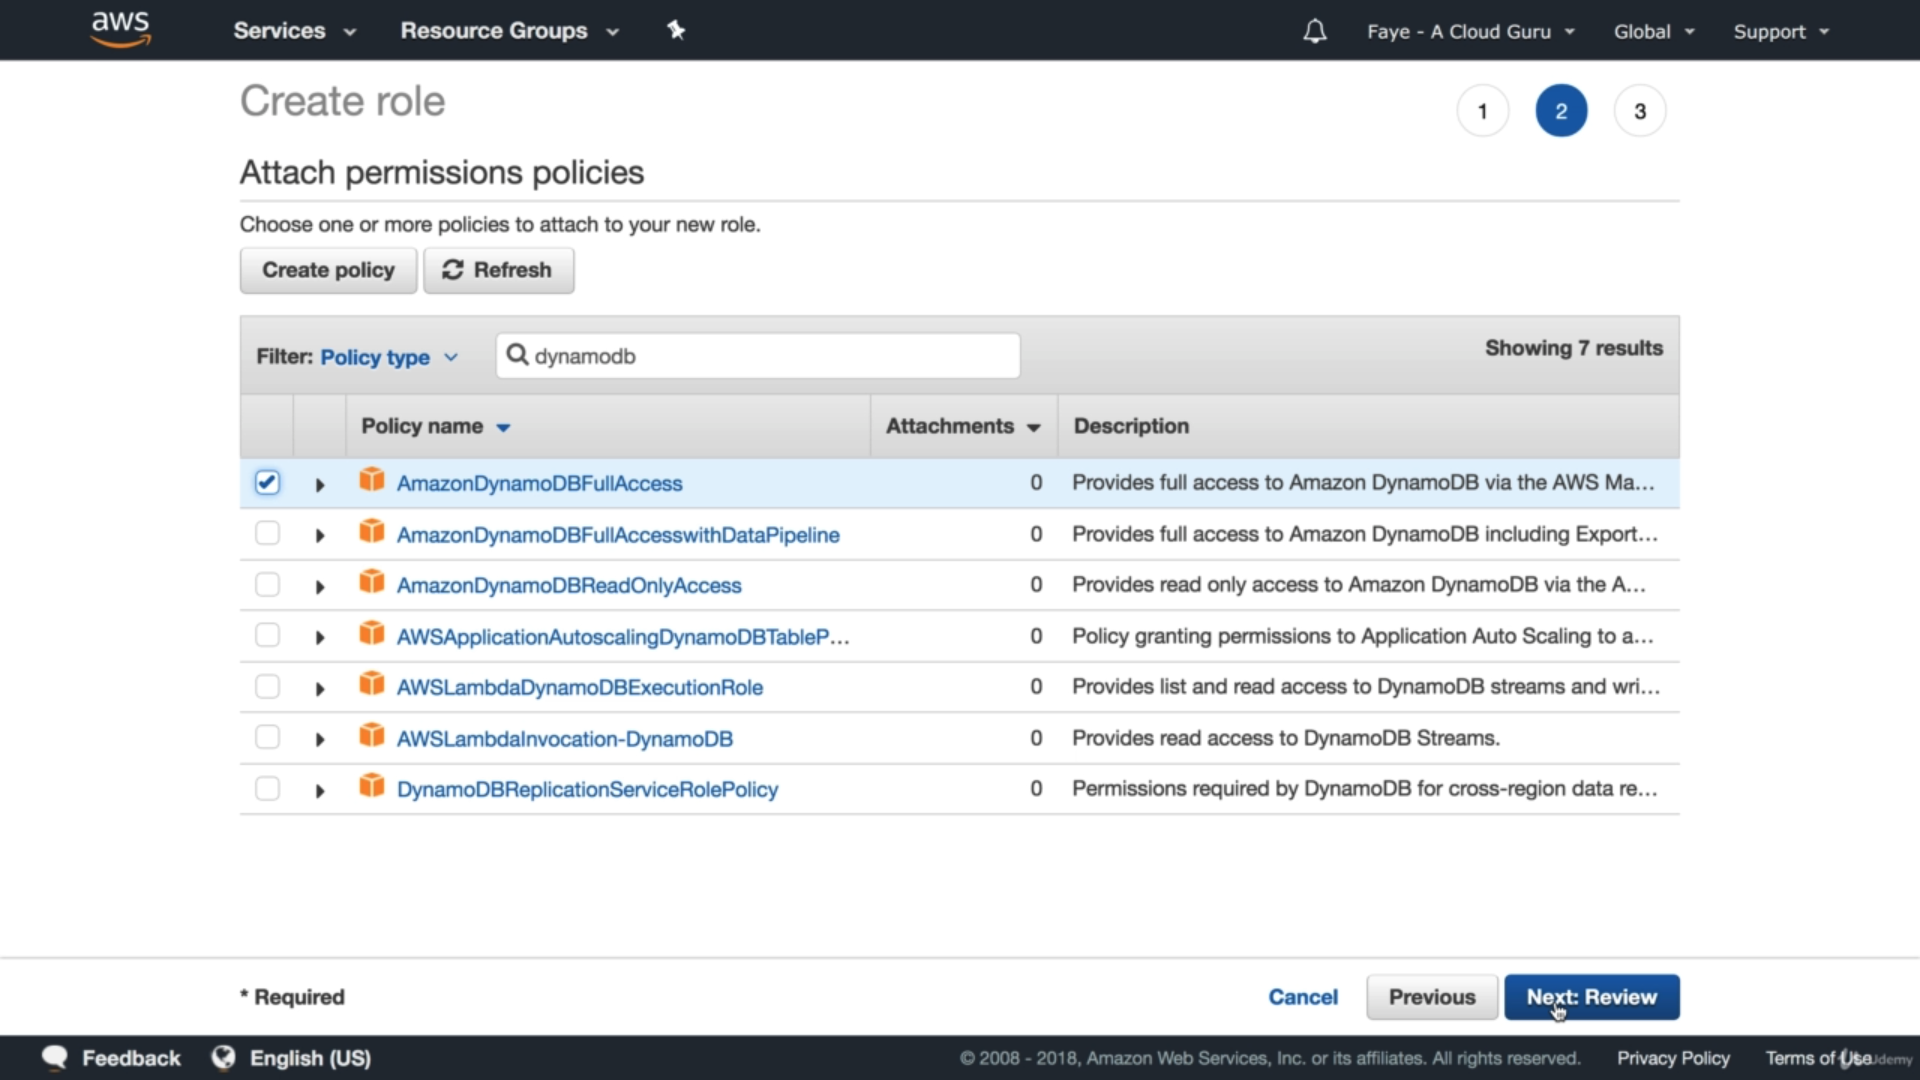 aws Services Resource Groups Faye - A Cloud Guru Global Support
Create role
1 2 3
Attach permissions policies
Choose one or more policies to attach to your new role.
Create policy Refresh
Filter: Policy type dynamodb Showing 7 results
Policy name Attachments Description
AmazonDynamoDBFullAccess 0 Provides full access to Amazon DynamoDB via the AWS Ma...
AmazonDynamoDBFullAccesswithDataPipeline 0 Provides full access to Amazon DynamoDB including Export...
AmazonDynamoDBReadOnlyAccess 0 Provides read only access to Amazon DynamoDB via the A...
AWSApplicationAutoscalingDynamoDBTableP... 0 Policy granting permissions to Application Auto Scaling to a...
AWSLambdaDynamoDBExecutionRole 0 Provides list and read access to DynamoDB streams and wri...
AWSLambdaInvocation-DynamoDB 0 Provides read access to DynamoDB Streams.
DynamoDBReplicationServiceRolePolicy 0 Permissions required by DynamoDB for cross-region data re...
* Required Cancel Previous Next: Review
Feedback English (US) © 2008 - 2018, Amazon Web Services, Inc. or its affiliates. All rights reserved. Privacy Policy Terms of Use
Udemy